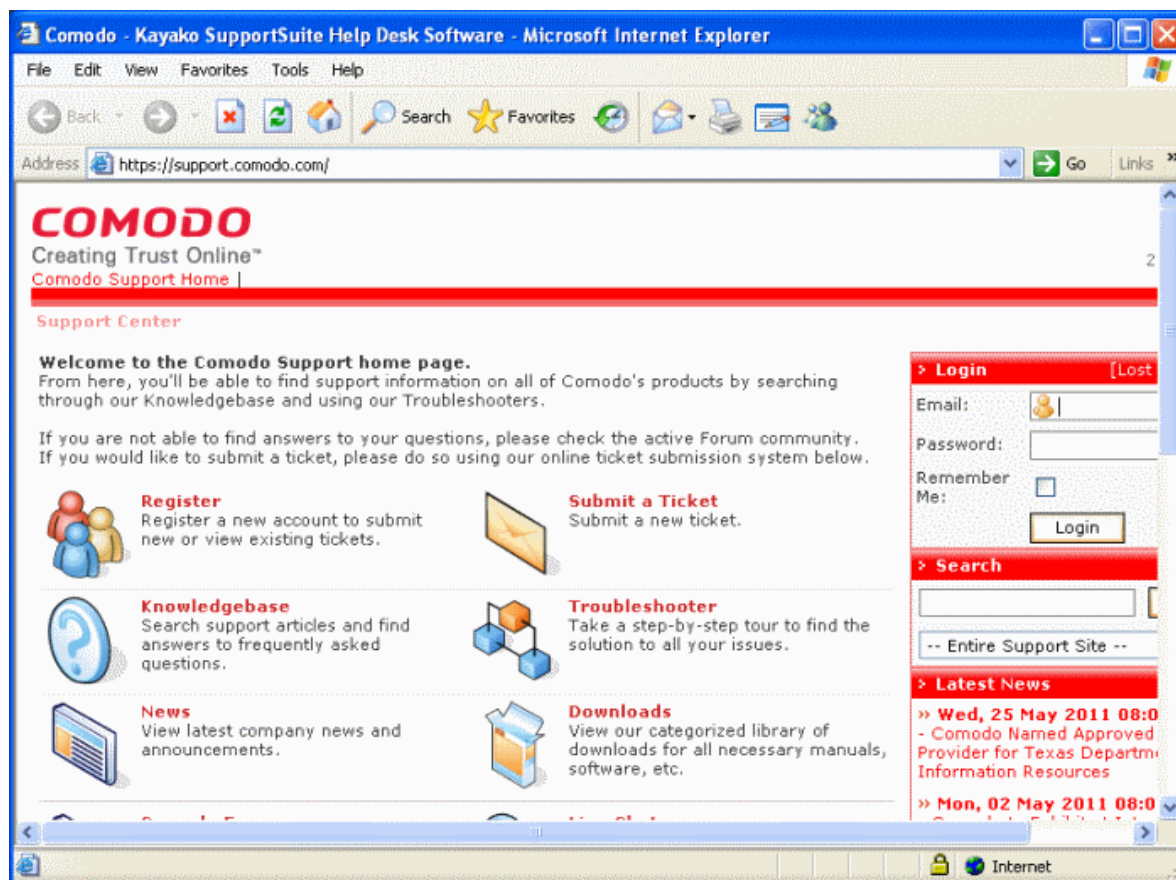 Comodo - Kayako SupportSuite Help Desk Software - Microsoft Internet Explorer
File Edit View Favorites Tools Help
Back Search Favorites
Address https://support.comodo.com/ Go Links »
COMODO
Creating Trust Online™
2
Comodo Support Home |
Support Center
Welcome to the Comodo Support home page.
From here, you'll be able to find support information on all of Comodo's products by searching
through our Knowledgebase and using our Troubleshooters.
If you are not able to find answers to your questions, please check the active Forum community.
If you would like to submit a ticket, please do so using our online ticket submission system below.
Register
Register a new account to submit
new or view existing tickets.
Submit a Ticket
Submit a new ticket.
Knowledgebase
Search support articles and find
answers to frequently asked
questions.
Troubleshooter
Take a step-by-step tour to find the
solution to all your issues.
News
View latest company news and
announcements.
Downloads
View our categorized library of
downloads for all necessary manuals,
software, etc.
> Login [Lost
Email:
Password:
Remember
Me:
Login
> Search
-- Entire Support Site --
> Latest News
» Wed, 25 May 2011 08:0
- Comodo Named Approved
Provider for Texas Departm
Information Resources
» Mon, 02 May 2011 08:0
Internet